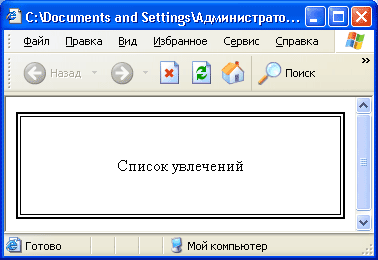 C:\Documents and Settings\Администрато...
Файл Правка Вид Избранное Сервис Справка
Назад Поиск
Список увлечений
Готово Мой компьютер